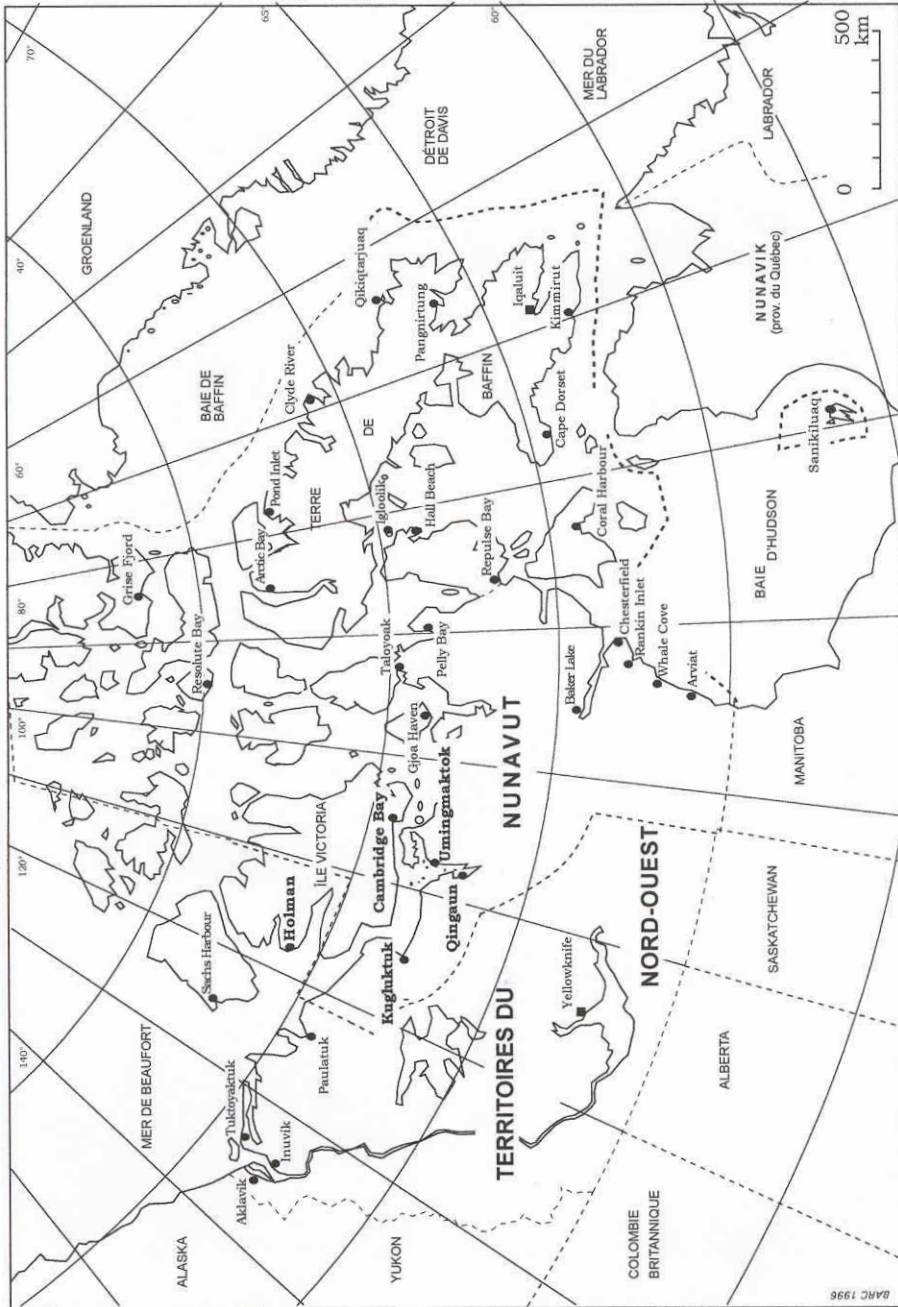 70°
65°
60°
40°
60°
80°
100°
120°
140°
GROENLAND
DÉTROIT
DE DAVIS
MER DU
LABRADOR
LABRADOR
BAIE DE
BAFFIN
Qikiqtarjuaq
Pangnirtung
Iqaluit
Kimmirut
NUNAVIK
(prov. du Québec)
Clyde River
TERRE
DE
BAFFIN
Cape Dorset
Sanikiluaq
Pond Inlet
Arctic Bay
Igloolik
Hall Beach
Repulse Bay
Coral Harbour
BAIE
D'HUDSON
Grise Fjord
Resolute Bay
Taloyoak
Pelly Bay
Gjoa Haven
Baker Lake
Chesterfield
Rankin Inlet
Whale Cove
Arviat
NUNAVUT
MANITOBA
ÎLE VICTORIA
Cambridge Bay
Umingmaktok
Qingaun
Kugluktuk
Holman
Sachs Harbour
MER DE BEAUFORT
Paulatuk
Tuktoyaktuk
Inuvik
Aklavik
Yellowknife
TERRITOIRES DU
NORD-OUEST
SASKATCHEWAN
ALBERTA
COLOMBIE
BRITANNIQUE
YUKON
ALASKA
0
500
km
BARC 1996